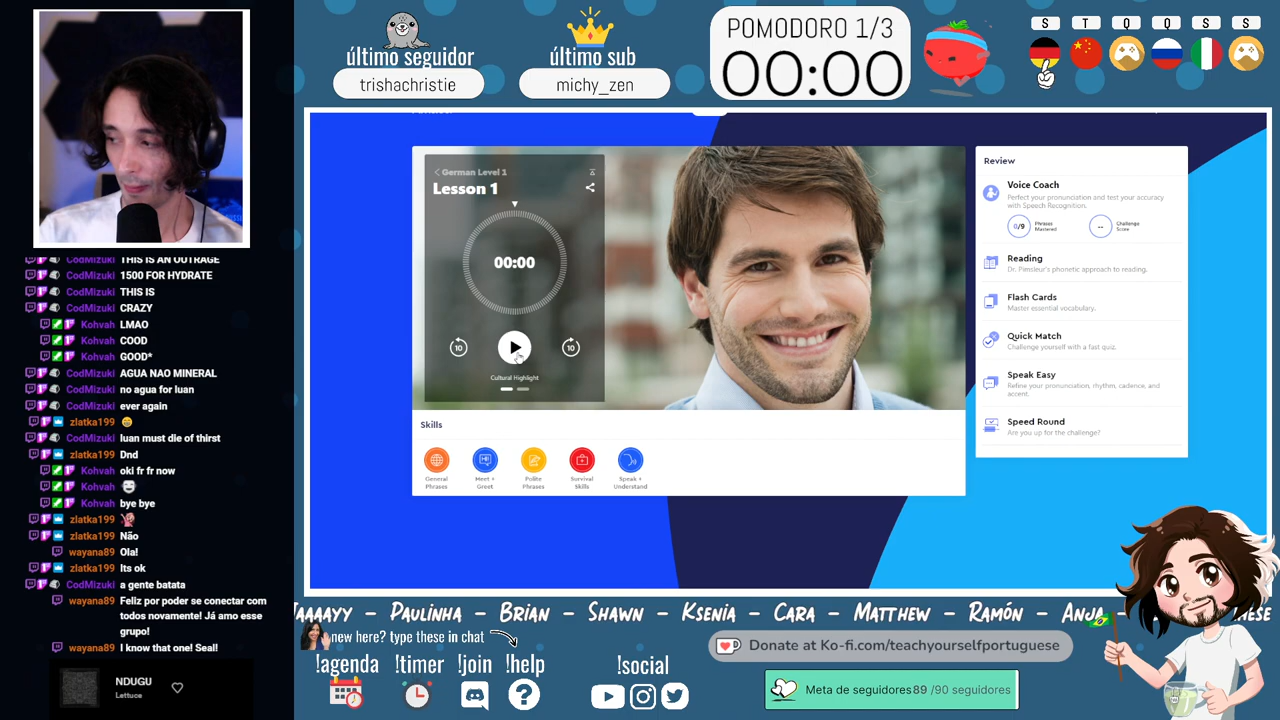 último seguidor
trishachristie
último sub
michy_zen
POMODORO 1/3
00:00
S T Q Q S S
CodMizuki THIS IS AN OUTRAGE
CodMizuki 1500 FOR HYDRATE
CodMizuki THIS IS
CodMizuki CRAZY
Kohvah LMAO
Kohvah COOD
Kohvah GOOD*
CodMizuki AGUA NAO MINERAL
CodMizuki no agua for luan
CodMizuki ever again
zlatka199
CodMizuki luan must die of thirst
zlatka199 Dnd
Kohvah oki fr fr now
Kohvah
Kohvah bye bye
zlatka199
zlatka199 Não
wayana89 Ola!
zlatka199 Its ok
CodMizuki a gente batata
wayana89 Feliz por poder se conectar com
todos novamente! Já amo esse
grupo!
wayana89 I know that one! Seal!
NDUGU
Lettuce
German Level 1
Lesson 1
00:00
10
10
Cultural Highlight
Skills
General
Phrases
Meet +
Greet
Polite
Phrases
Survival
Skills
Speak +
Understand
Review
Voice Coach
Perfect your pronunciation and test your accuracy
with Speech Recognition.
0/9
Phrases
Mastered
--
Challenge
Score
Reading
Dr. Pimsleur's phonetic approach to reading.
Flash Cards
Master essential vocabulary.
Quick Match
Challenge yourself with a fast quiz.
Speak Easy
Refine your pronunciation, rhythm, cadence, and
accent.
Speed Round
Are you up for the challenge?
TAAAAYY - PAULINHA - BRIAN - SHAWN - KSENIA - CARA - MATTHEW - RAMÓN - ANJA -
new here? type these in chat
!agenda
!timer
!join
!help
!social
Donate at Ko-fi.com/teachyourselfportuguese
Meta de seguidores 89 /90 seguidores